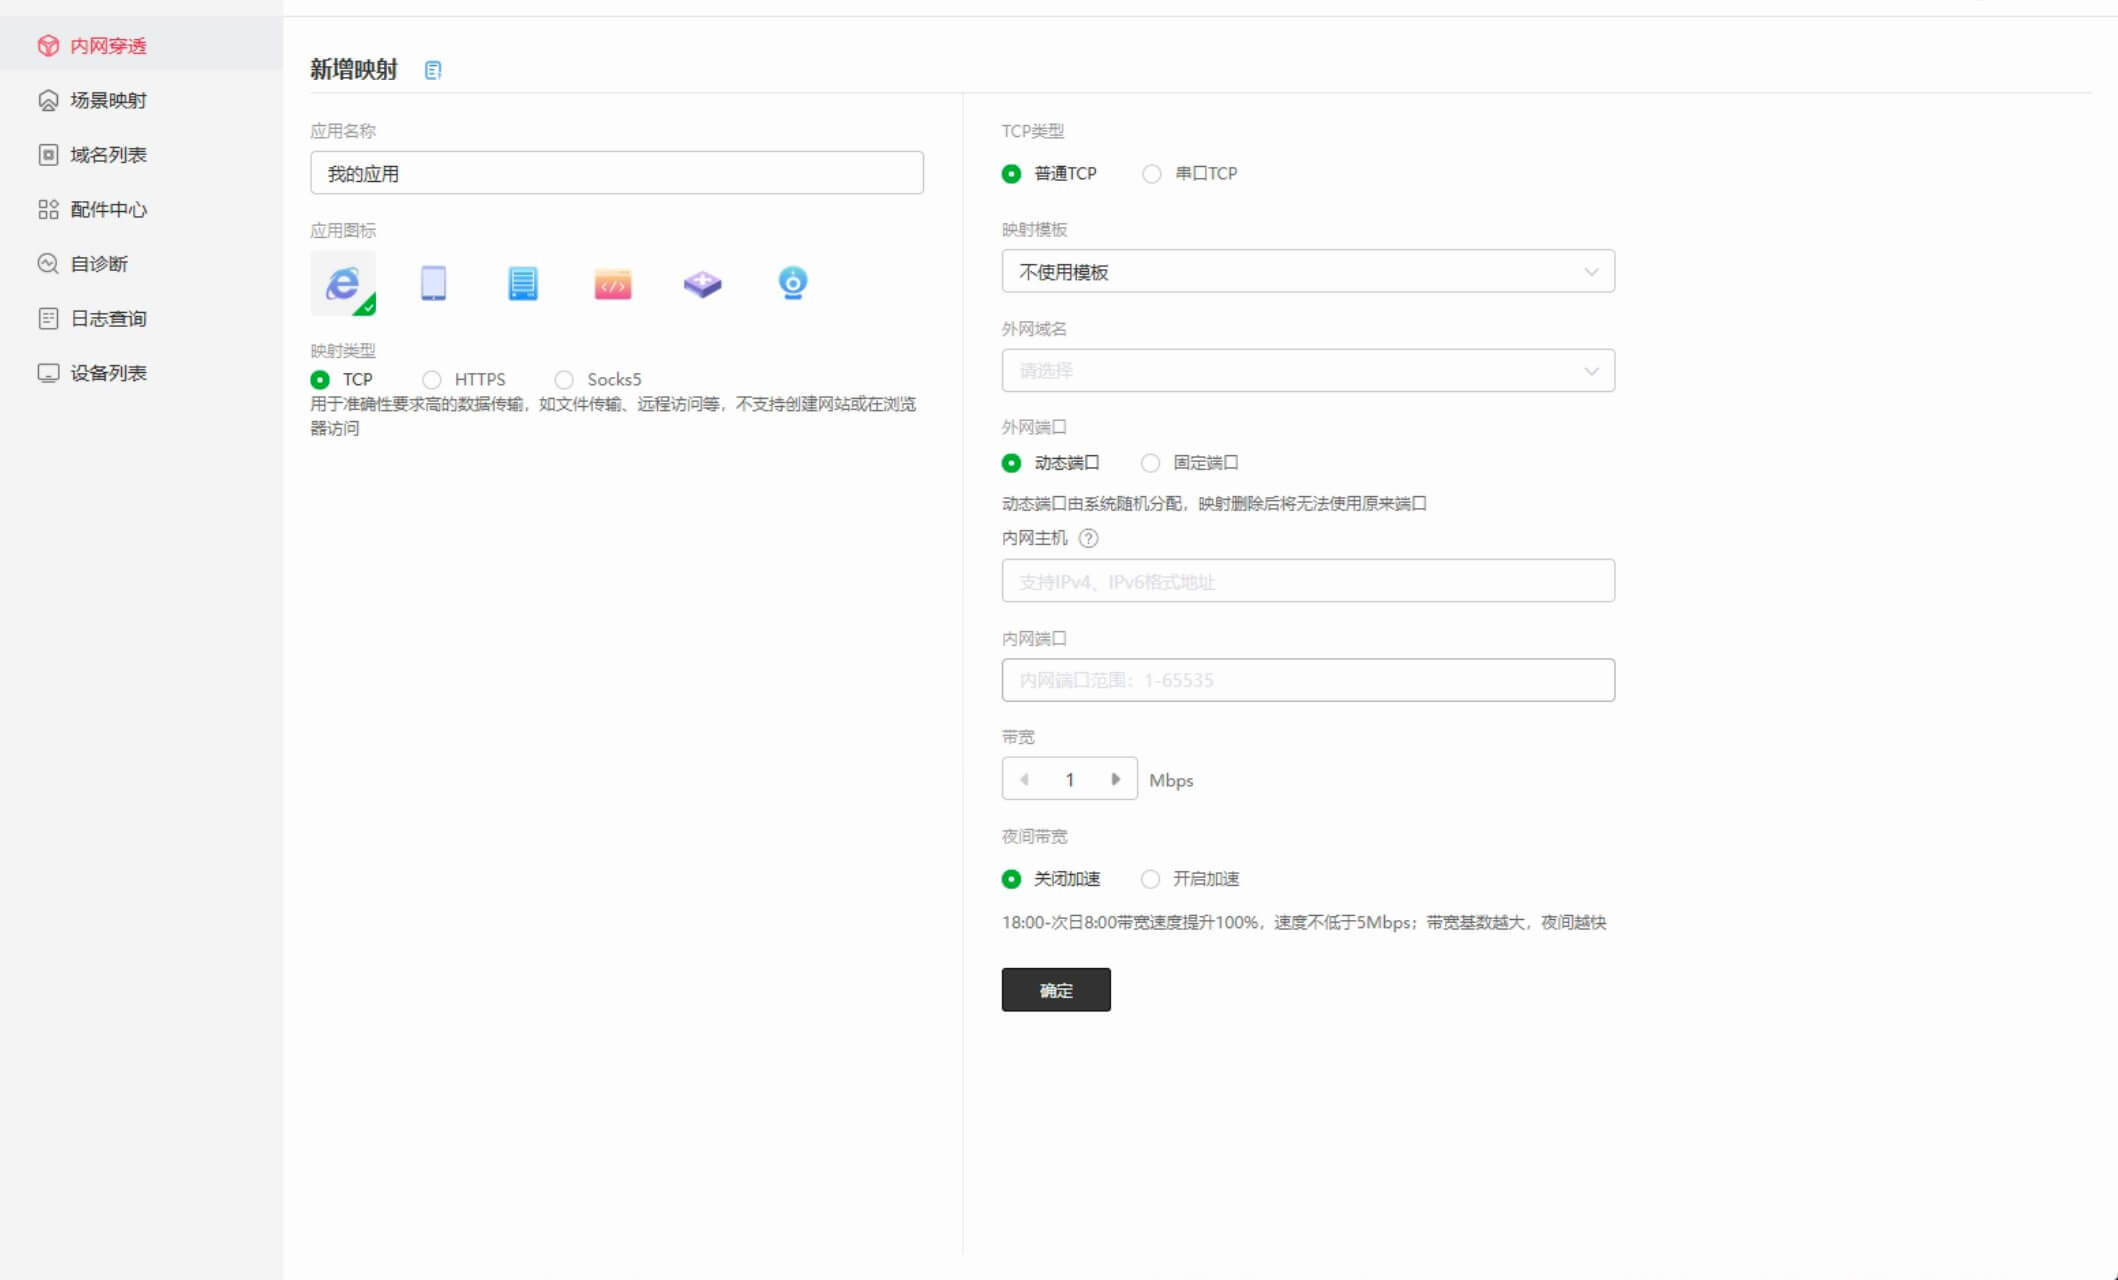 内网穿透
场景映射
域名列表
配件中心
自诊断
日志查询
设备列表
新增映射
应用名称
我的应用
应用图标
映射类型
TCP HTTPS Socks5
用于准确性要求高的数据传输，如文件传输、远程访问等，不支持创建网站或在浏览
器访问
TCP类型
普通TCP 串口TCP
映射模板
不使用模板
外网域名
请选择
外网端口
动态端口 固定端口
动态端口由系统随机分配，映射删除后将无法使用原来端口
内网主机 ?
支持IPv4、IPv6格式地址
内网端口
内网端口范围：1-65535
带宽
1 Mbps
夜间带宽
关闭加速 开启加速
18:00-次日8:00带宽速度提升100%，速度不低于5Mbps；带宽基数越大，夜间越快
确定